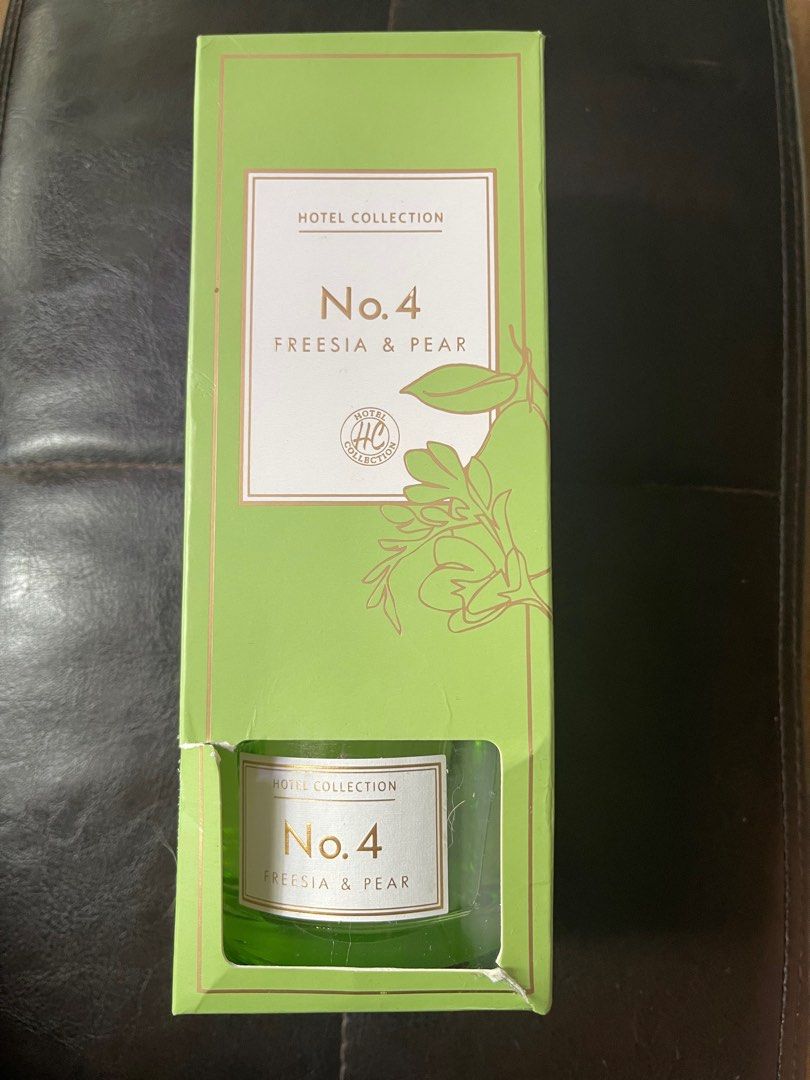 HOTEL COLLECTION
No.4
FREESIA & PEAR
HOTEL
HC
COLLECTION
HOTEL COLLECTION
No.4
FREESIA & PEAR